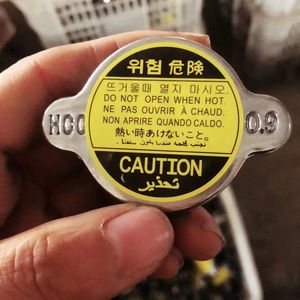 위험 危険
뜨거울때 열지 마시오.
DO NOT OPEN WHEN HOT.
NE PAS OUVRIR À CHAUD.
NON APRIRE QUANDO CALDO.
HCC 0.9
熱い時あけないこと。
CAUTION
تحذير